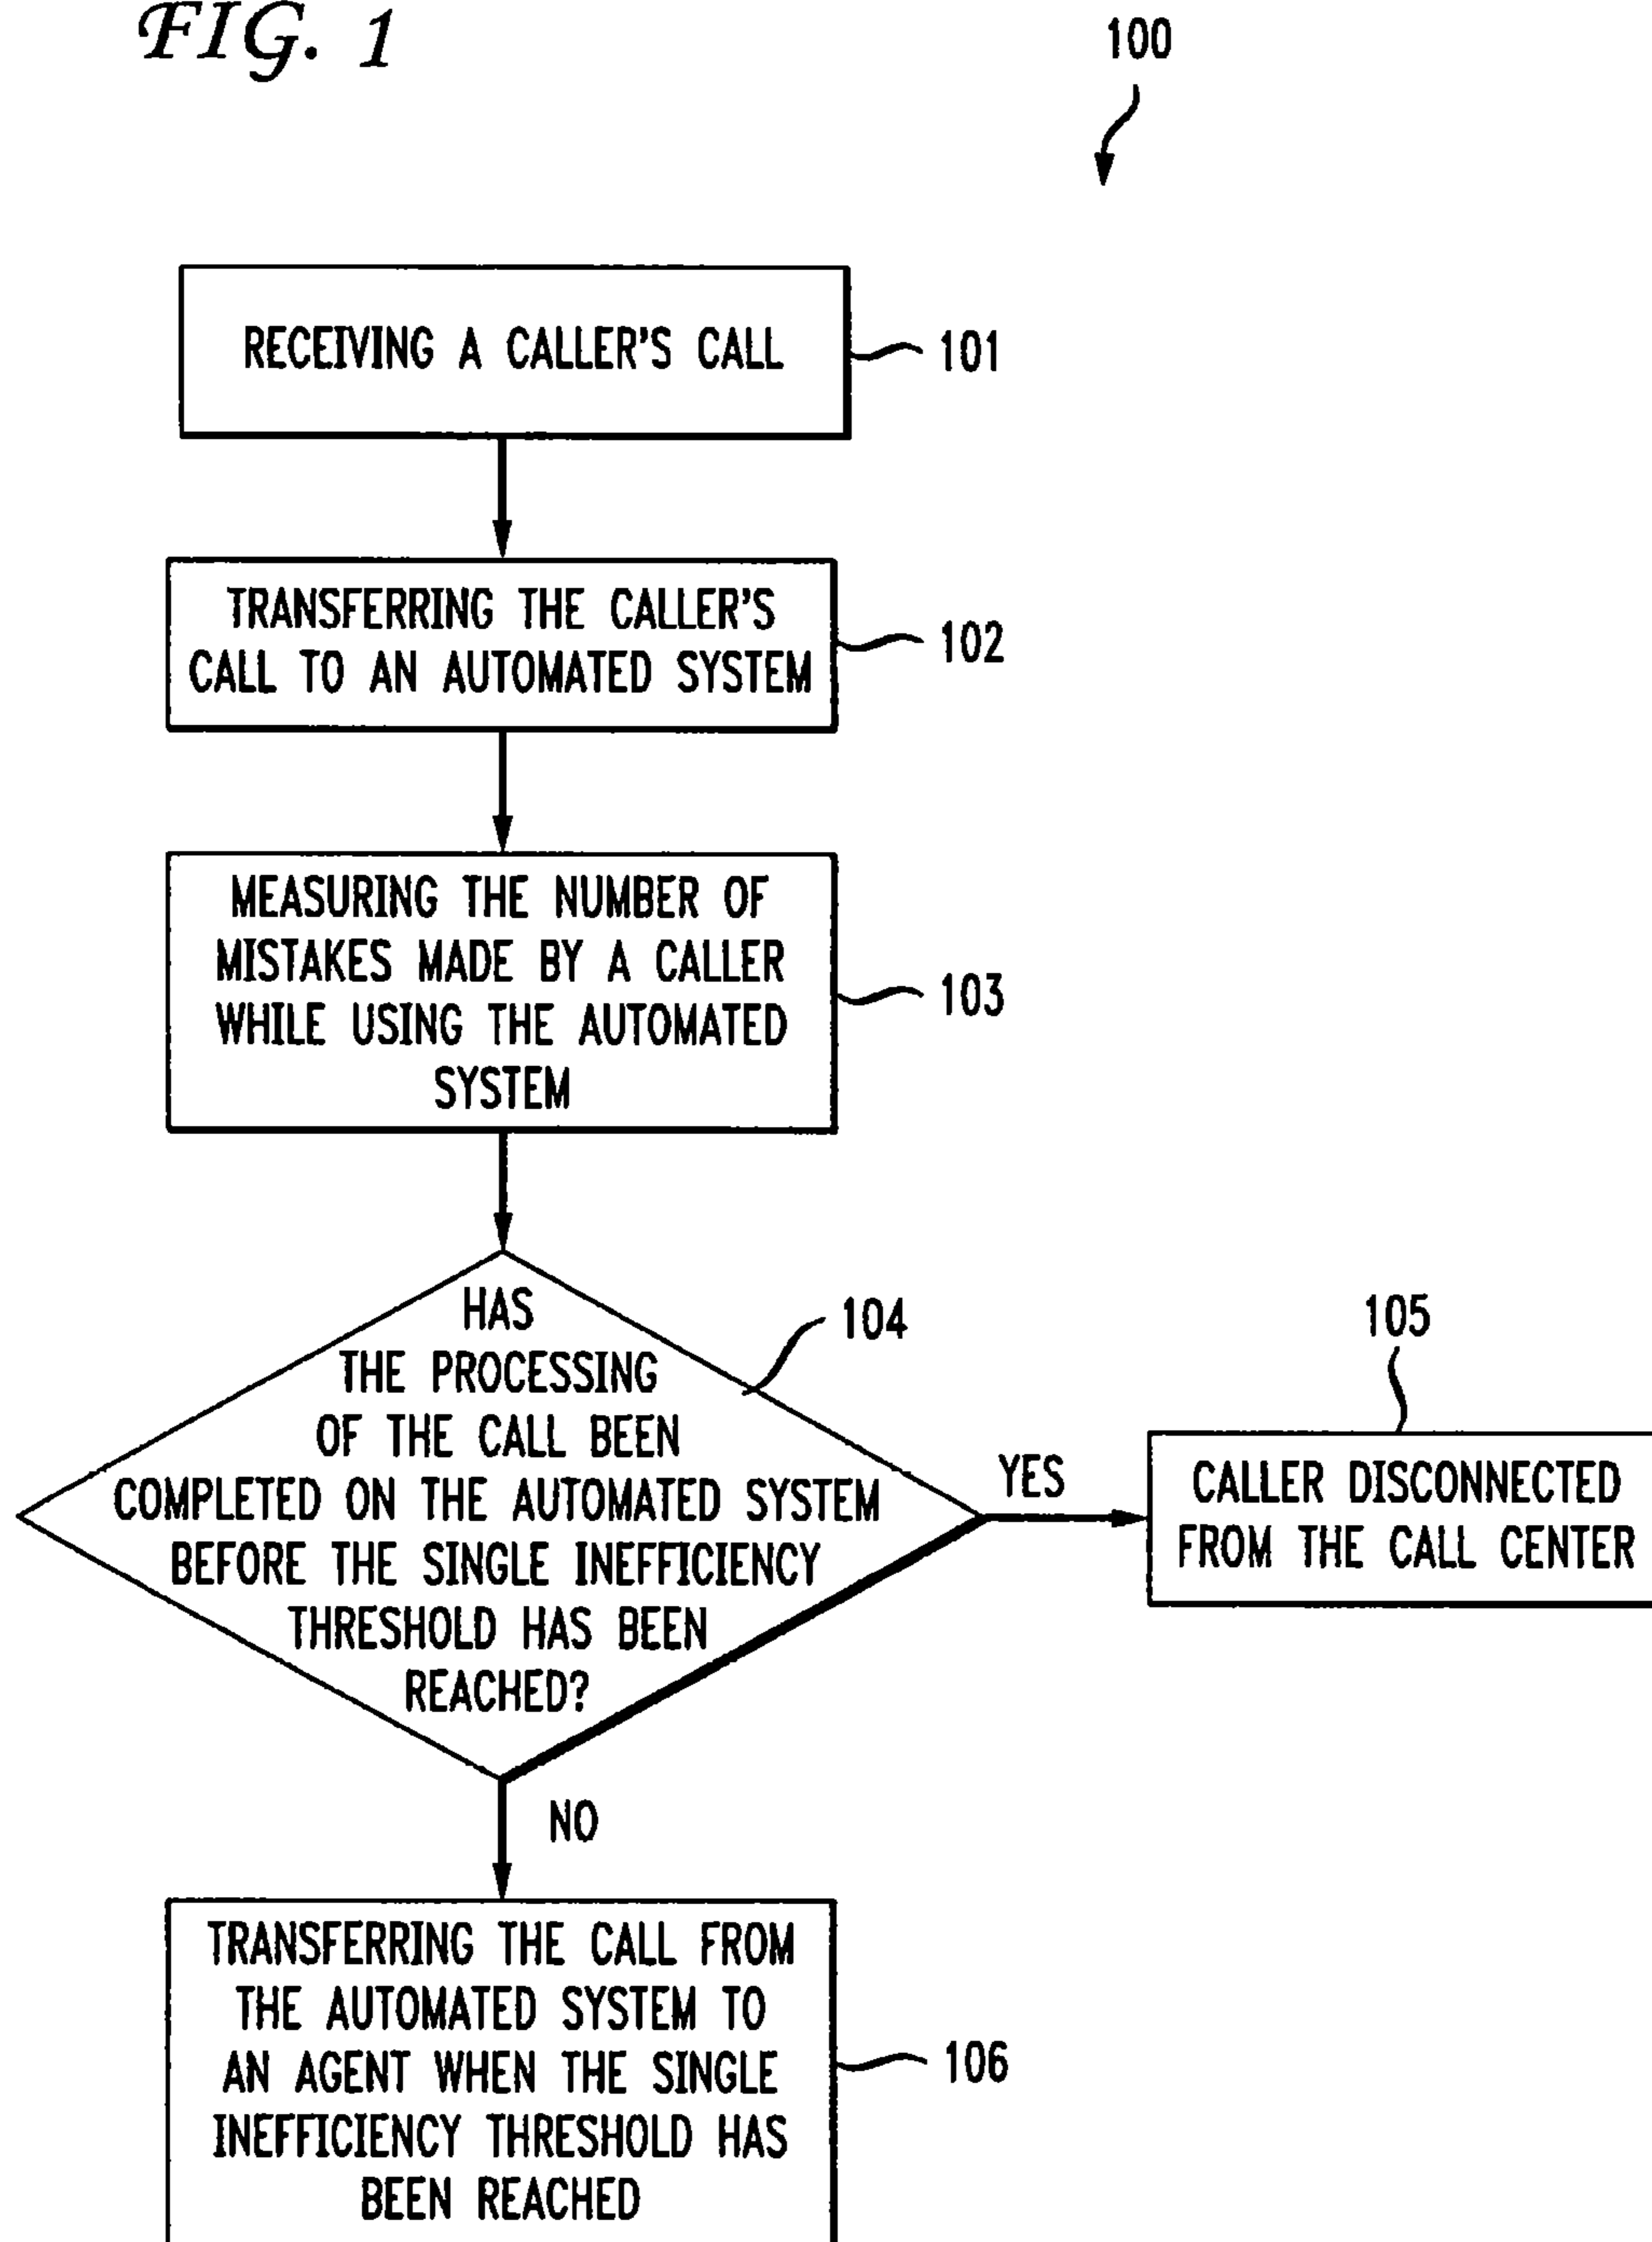 FIG. 1
100
RECEIVING A CALLER'S CALL
101
TRANSFERRING THE CALLER'S
CALL TO AN AUTOMATED SYSTEM
102
MEASURING THE NUMBER OF
MISTAKES MADE BY A CALLER
WHILE USING THE AUTOMATED
SYSTEM
103
HAS
THE PROCESSING
OF THE CALL BEEN
COMPLETED ON THE AUTOMATED SYSTEM
BEFORE THE SINGLE INEFFICIENCY
THRESHOLD HAS BEEN
REACHED?
104
YES
105
CALLER DISCONNECTED
FROM THE CALL CENTER
NO
TRANSFERRING THE CALL FROM
THE AUTOMATED SYSTEM TO
AN AGENT WHEN THE SINGLE
INEFFICIENCY THRESHOLD HAS
BEEN REACHED
106